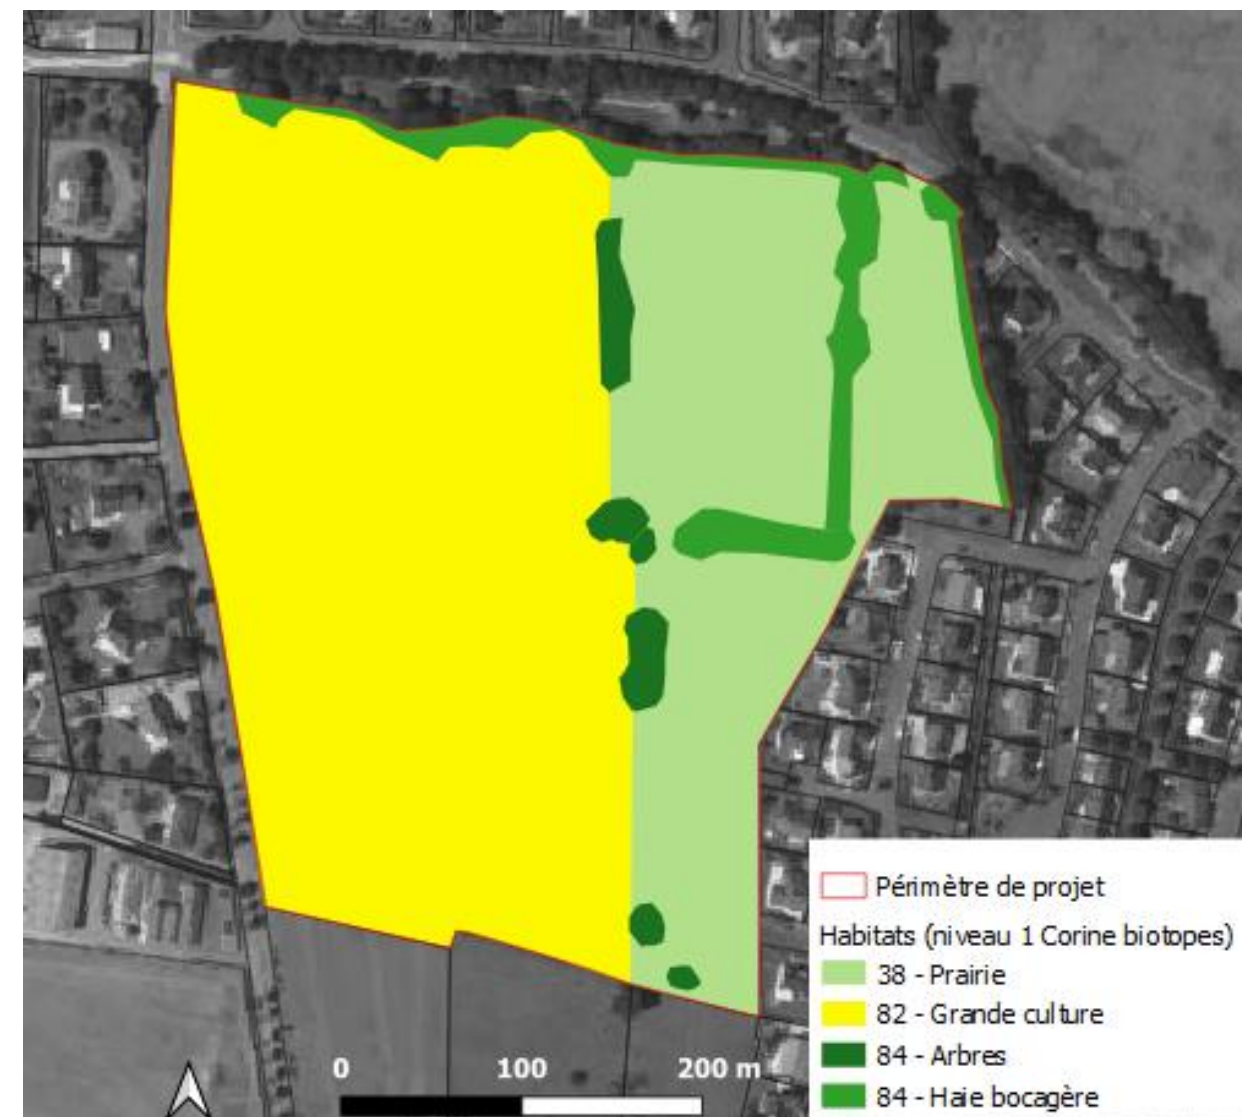 0 100 200 m
Périmètre de projet
Habitats (niveau 1 Corine biotopes)
38 - Prairie
82 - Grande culture
84 - Arbres
84 - Haie bocagère